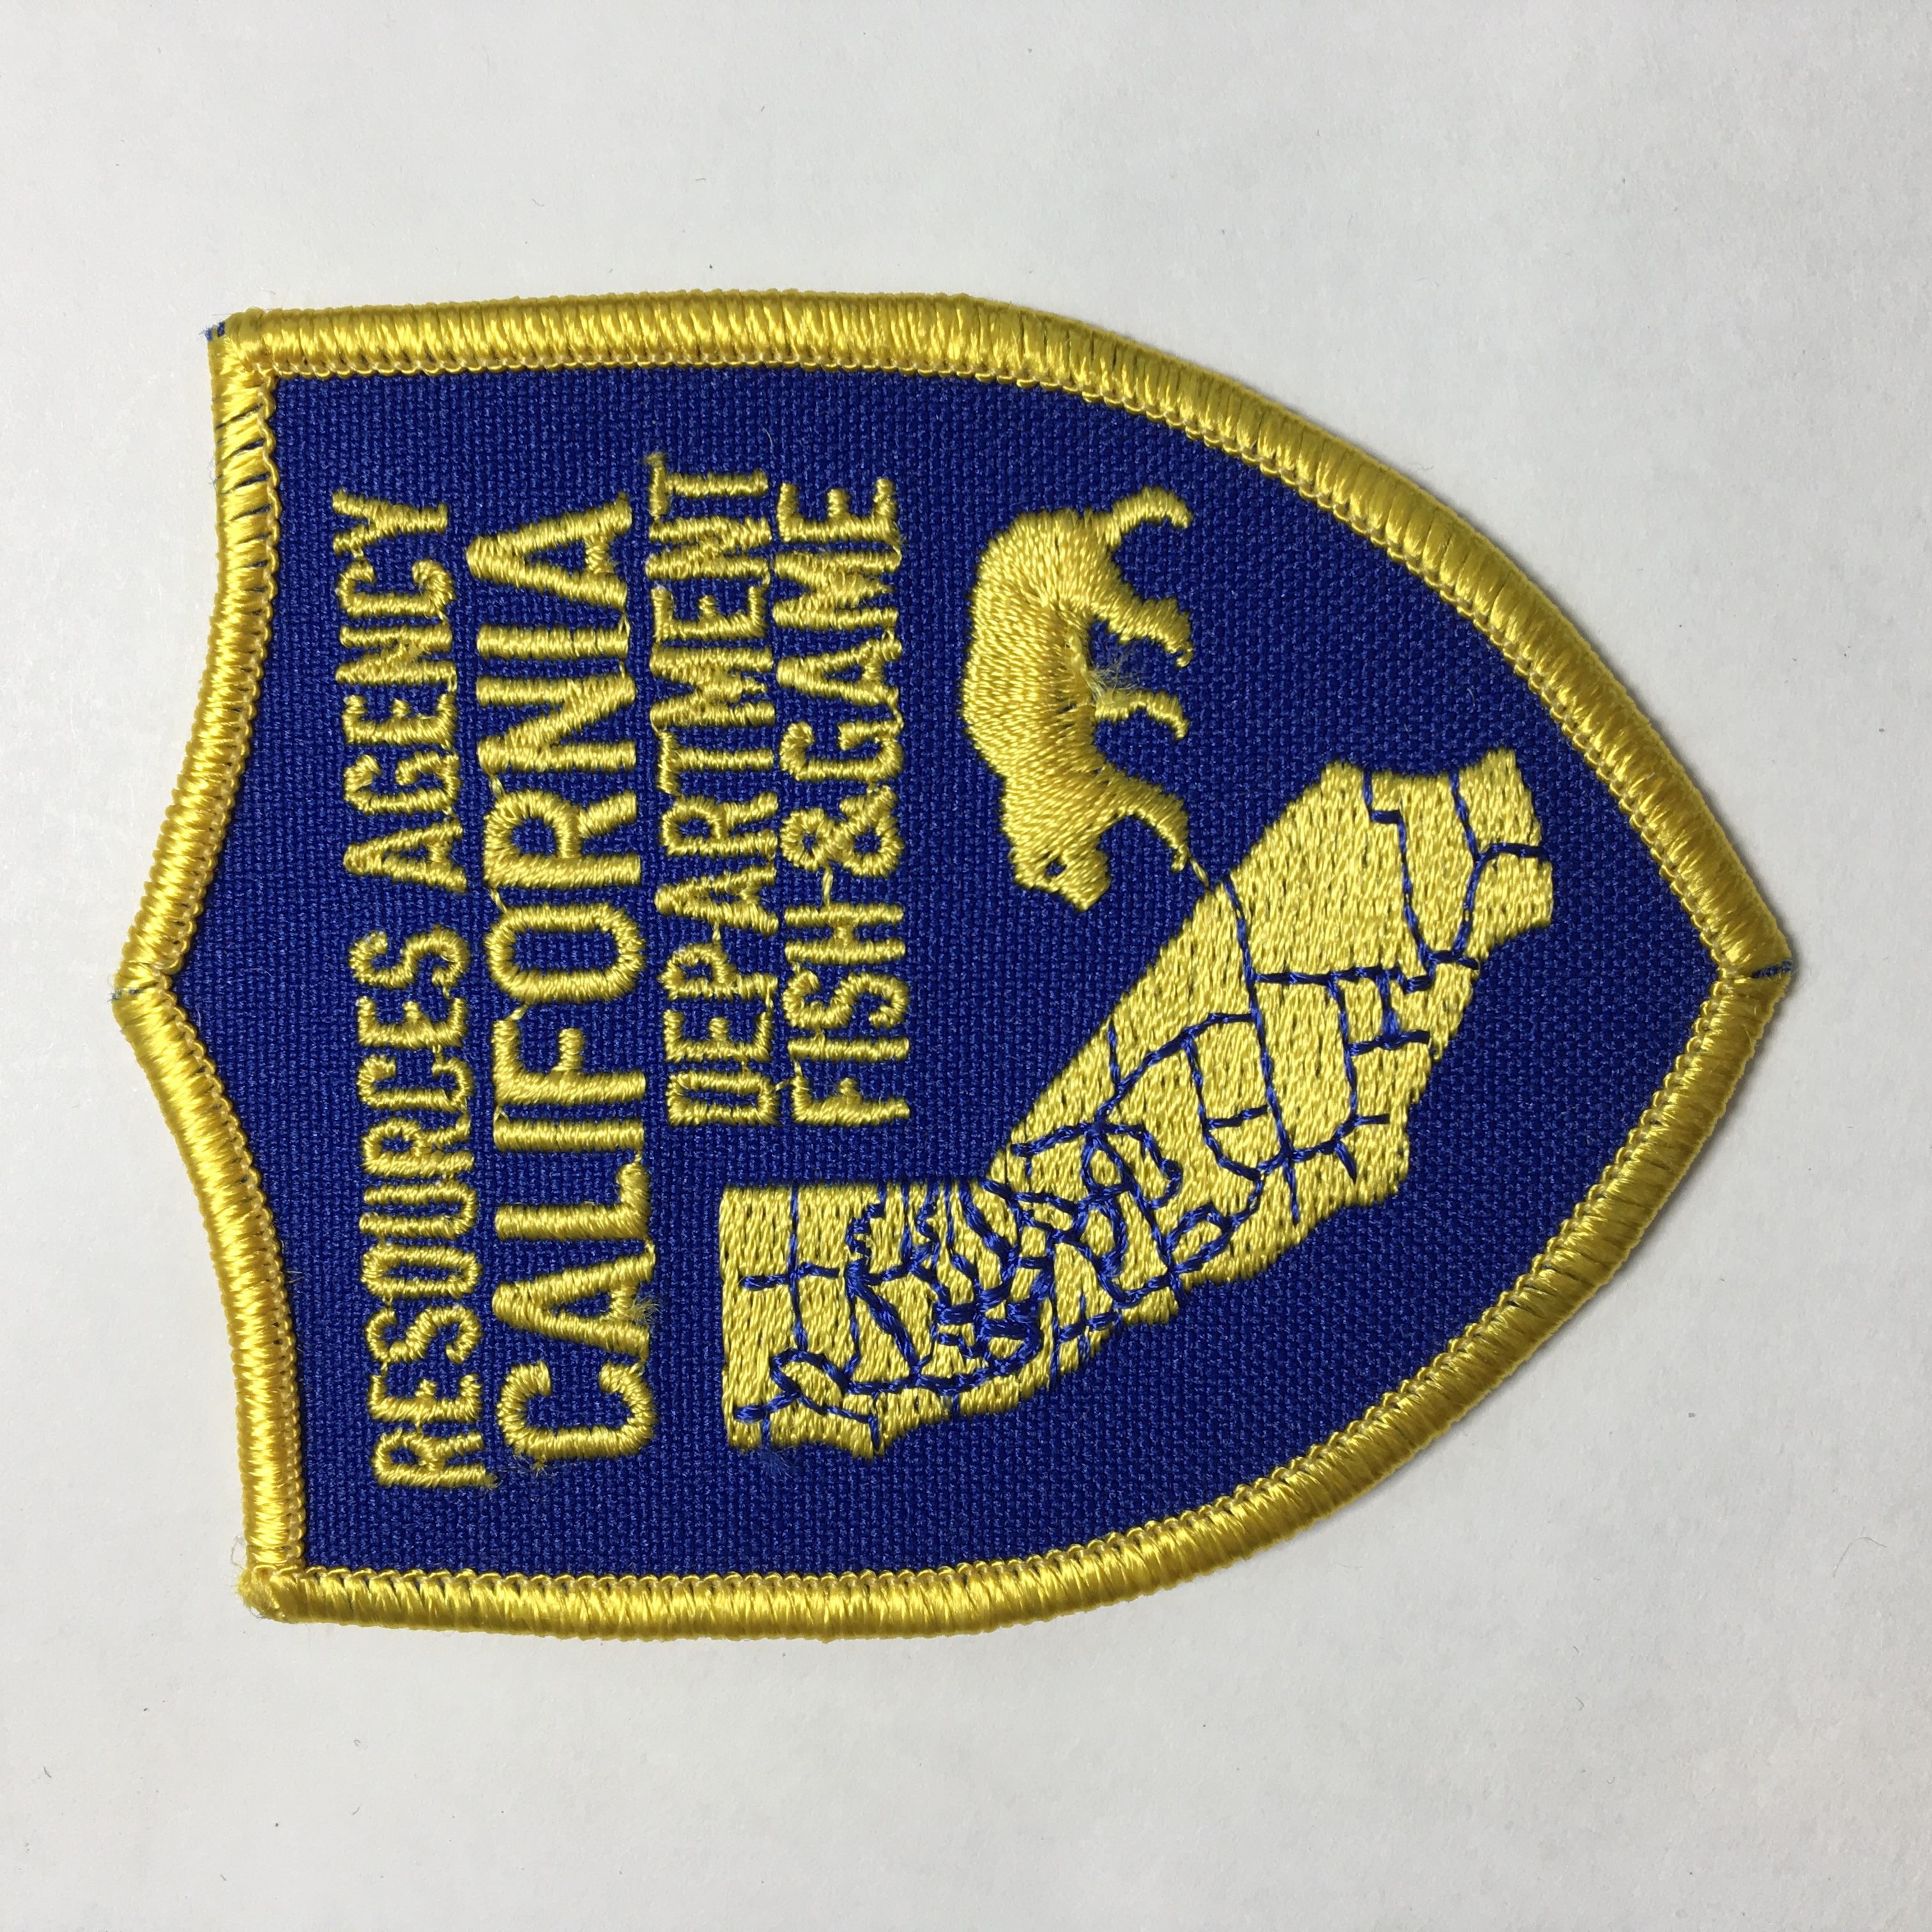 RESOURCES AGENCY
CALIFORNIA
DEPARTMENT
FISH & GAME